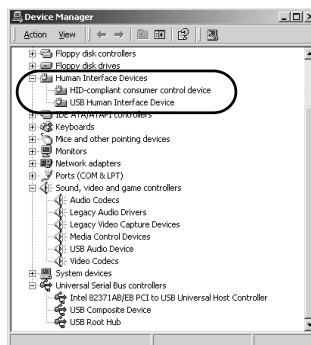 Device Manager
Action View
Floppy disk controllers
Floppy disk drives
Human Interface Devices
HID-compliant consumer control device
USB Human Interface Device
IDE ATA/ATAPI controllers
Keyboards
Mice and other pointing devices
Monitors
Network adapters
Ports (COM & LPT)
Sound, video and game controllers
Audio Codecs
Legacy Audio Drivers
Legacy Video Capture Devices
Media Control Devices
USB Audio Device
Video Codecs
System devices
Universal Serial Bus controllers
Intel 82371AB/EB PCI to USB Universal Host Controller
USB Composite Device
USB Root Hub